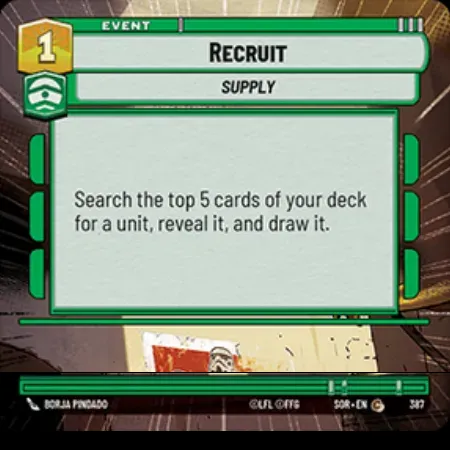 EVENT
1
RECRUIT
SUPPLY
Search the top 5 cards of your deck
for a unit, reveal it, and draw it.
BORJA PINDADO ©LFL ©FFG SOR • EN C 387